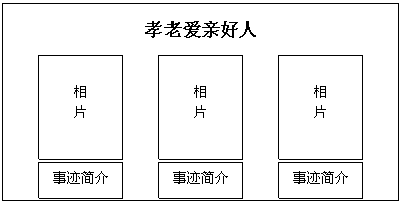 孝老爱亲好人
相 相 相
片 片 片
事迹简介 事迹简介 事迹简介